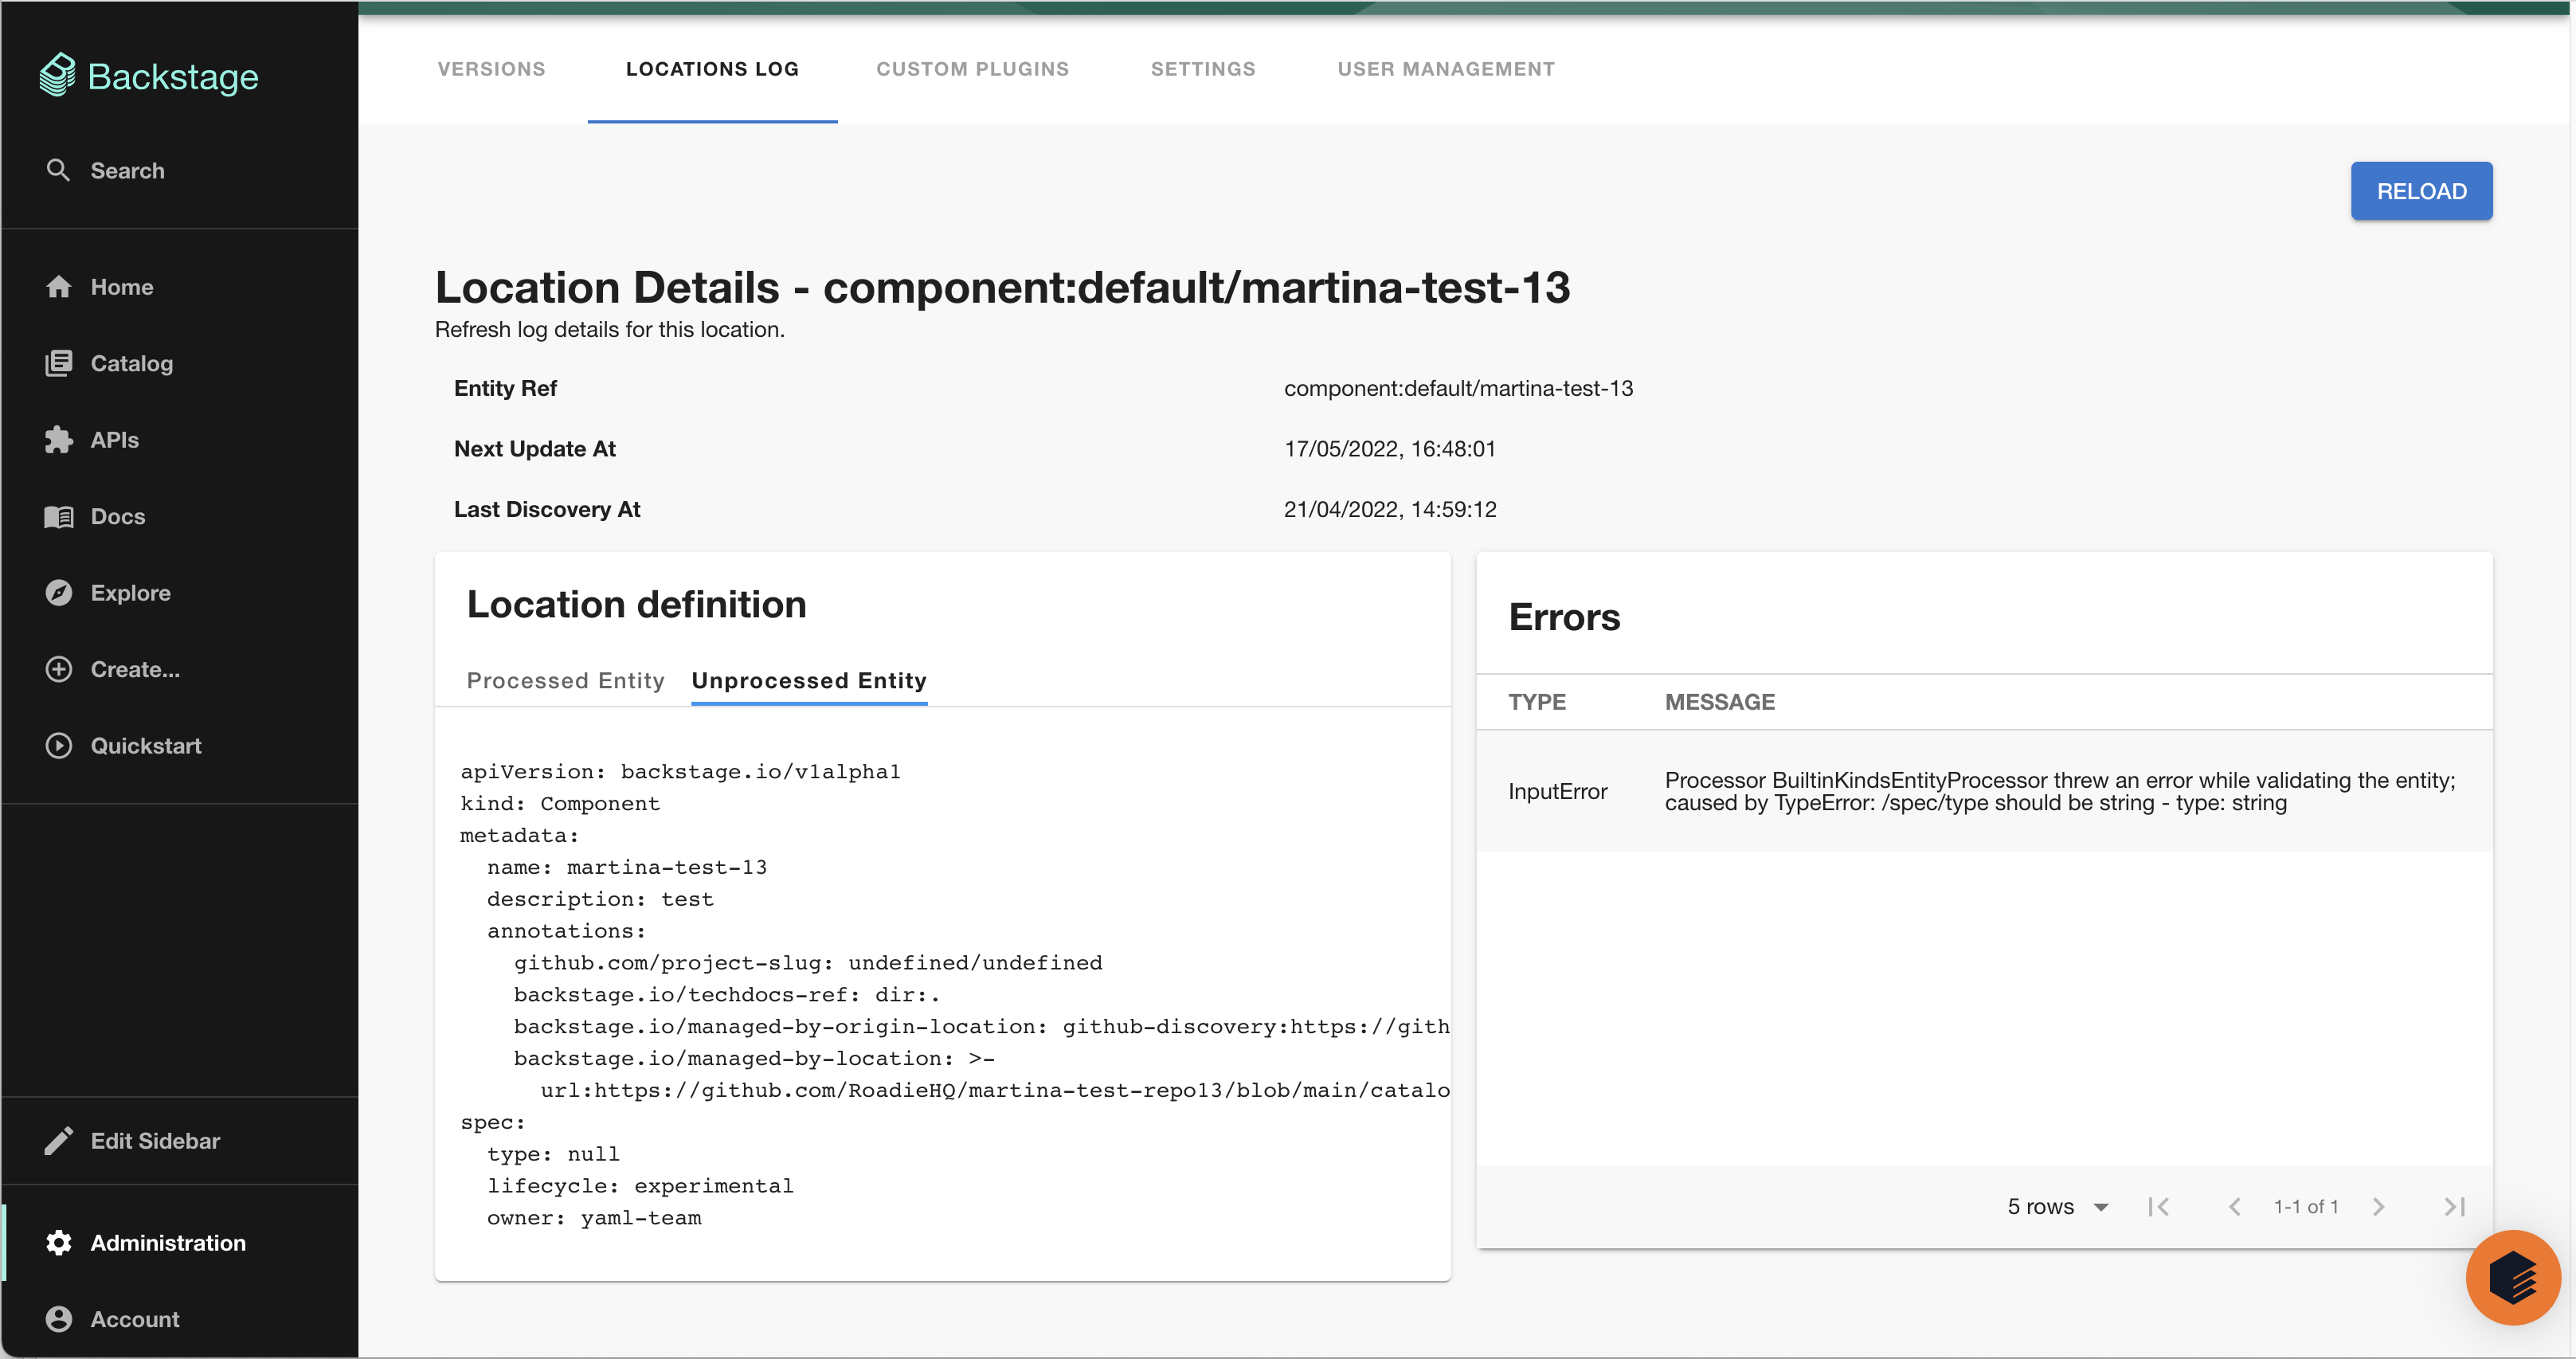 Backstage
Search
Home
Catalog
APIs
Docs
Explore
Create...
Quickstart
Edit Sidebar
Administration
Account
VERSIONS
LOCATIONS LOG
CUSTOM PLUGINS
SETTINGS
USER MANAGEMENT
RELOAD
Location Details - component:default/martina-test-13
Refresh log details for this location.
Entity Ref component:default/martina-test-13
Next Update At 17/05/2022, 16:48:01
Last Discovery At 21/04/2022, 14:59:12
Location definition
Processed Entity Unprocessed Entity
apiVersion: backstage.io/v1alpha1
kind: Component
metadata:
  name: martina-test-13
  description: test
  annotations:
    github.com/project-slug: undefined/undefined
    backstage.io/techdocs-ref: dir:.
    backstage.io/managed-by-origin-location: github-discovery:https://gith
    backstage.io/managed-by-location: >-
      url:https://github.com/RoadieHQ/martina-test-repo13/blob/main/catalo
spec:
  type: null
  lifecycle: experimental
  owner: yaml-team
Errors
TYPE MESSAGE
InputError Processor BuiltinKindsEntityProcessor threw an error while validating the entity;
caused by TypeError: /spec/type should be string - type: string
5 rows 1-1 of 1